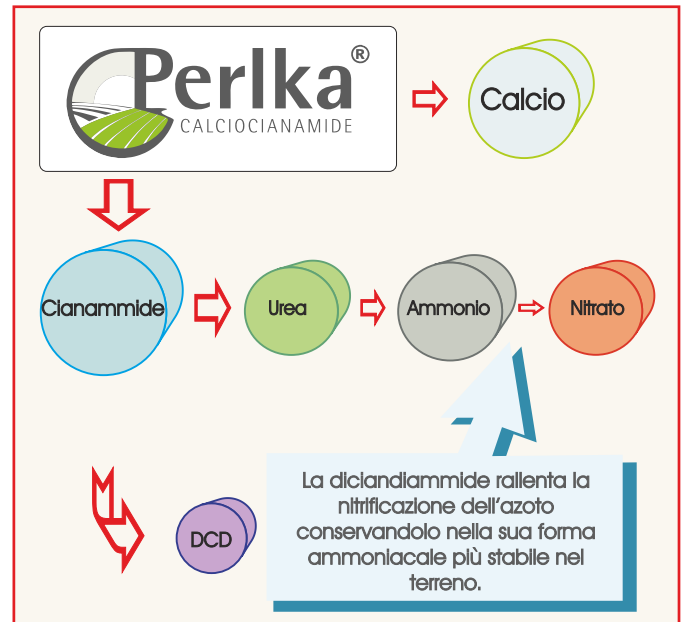 Perlka®
CALCIOCIANAMIDE
Calcio
Cianammide
Urea
Ammonio
Nitrato
DCD
La diciandiammide rallenta la
nitrificazione dell'azoto
conservandolo nella sua forma
ammoniacale più stabile nel
terreno.